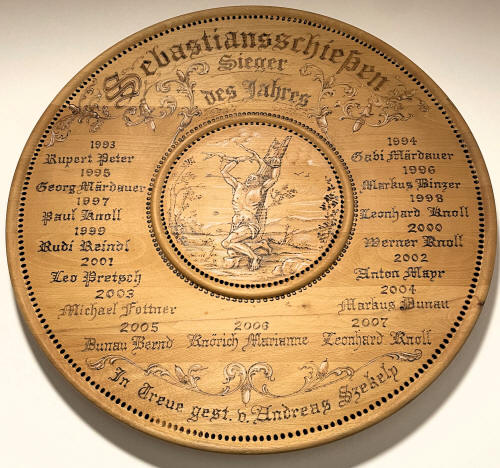 Sebastiansschießen
Sieger
des Jahres
1993
Rupert Peter
1995
Georg Märdauer
1997
Paul Knoll
1999
Rudi Reindl
2001
Leo Pretsch
2003
Michael Fottner
2005
Dunau Bernd
2006
Knörich Marianne
1994
Gabi Märdauer
1996
Markus Binzer
1998
Leonhard Knoll
2000
Werner Knoll
2002
Anton Mayr
2004
Markus Dunau
2007
Leonhard Knoll
In Treue gest. v. Andreas Székely